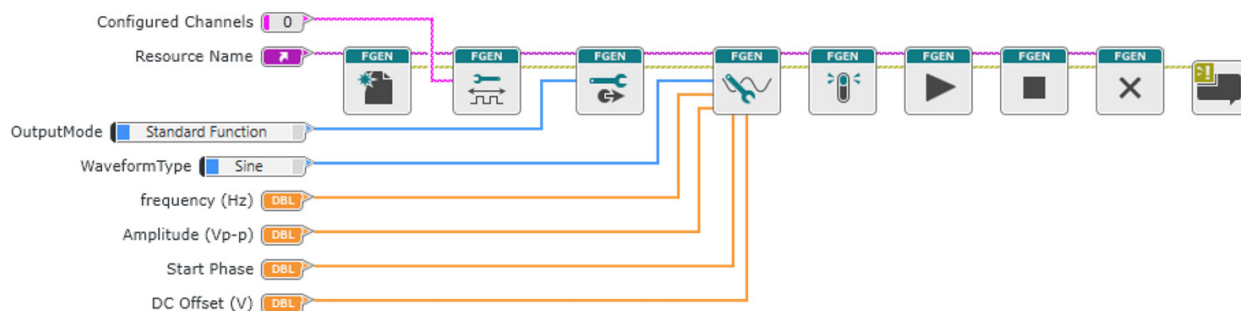 Configured Channels 0
Resource Name
FGEN FGEN FGEN FGEN FGEN FGEN FGEN FGEN
OutputMode Standard Function
WaveformType Sine
frequency (Hz) DBL
Amplitude (Vp-p) DBL
Start Phase DBL
DC Offset (V) DBL